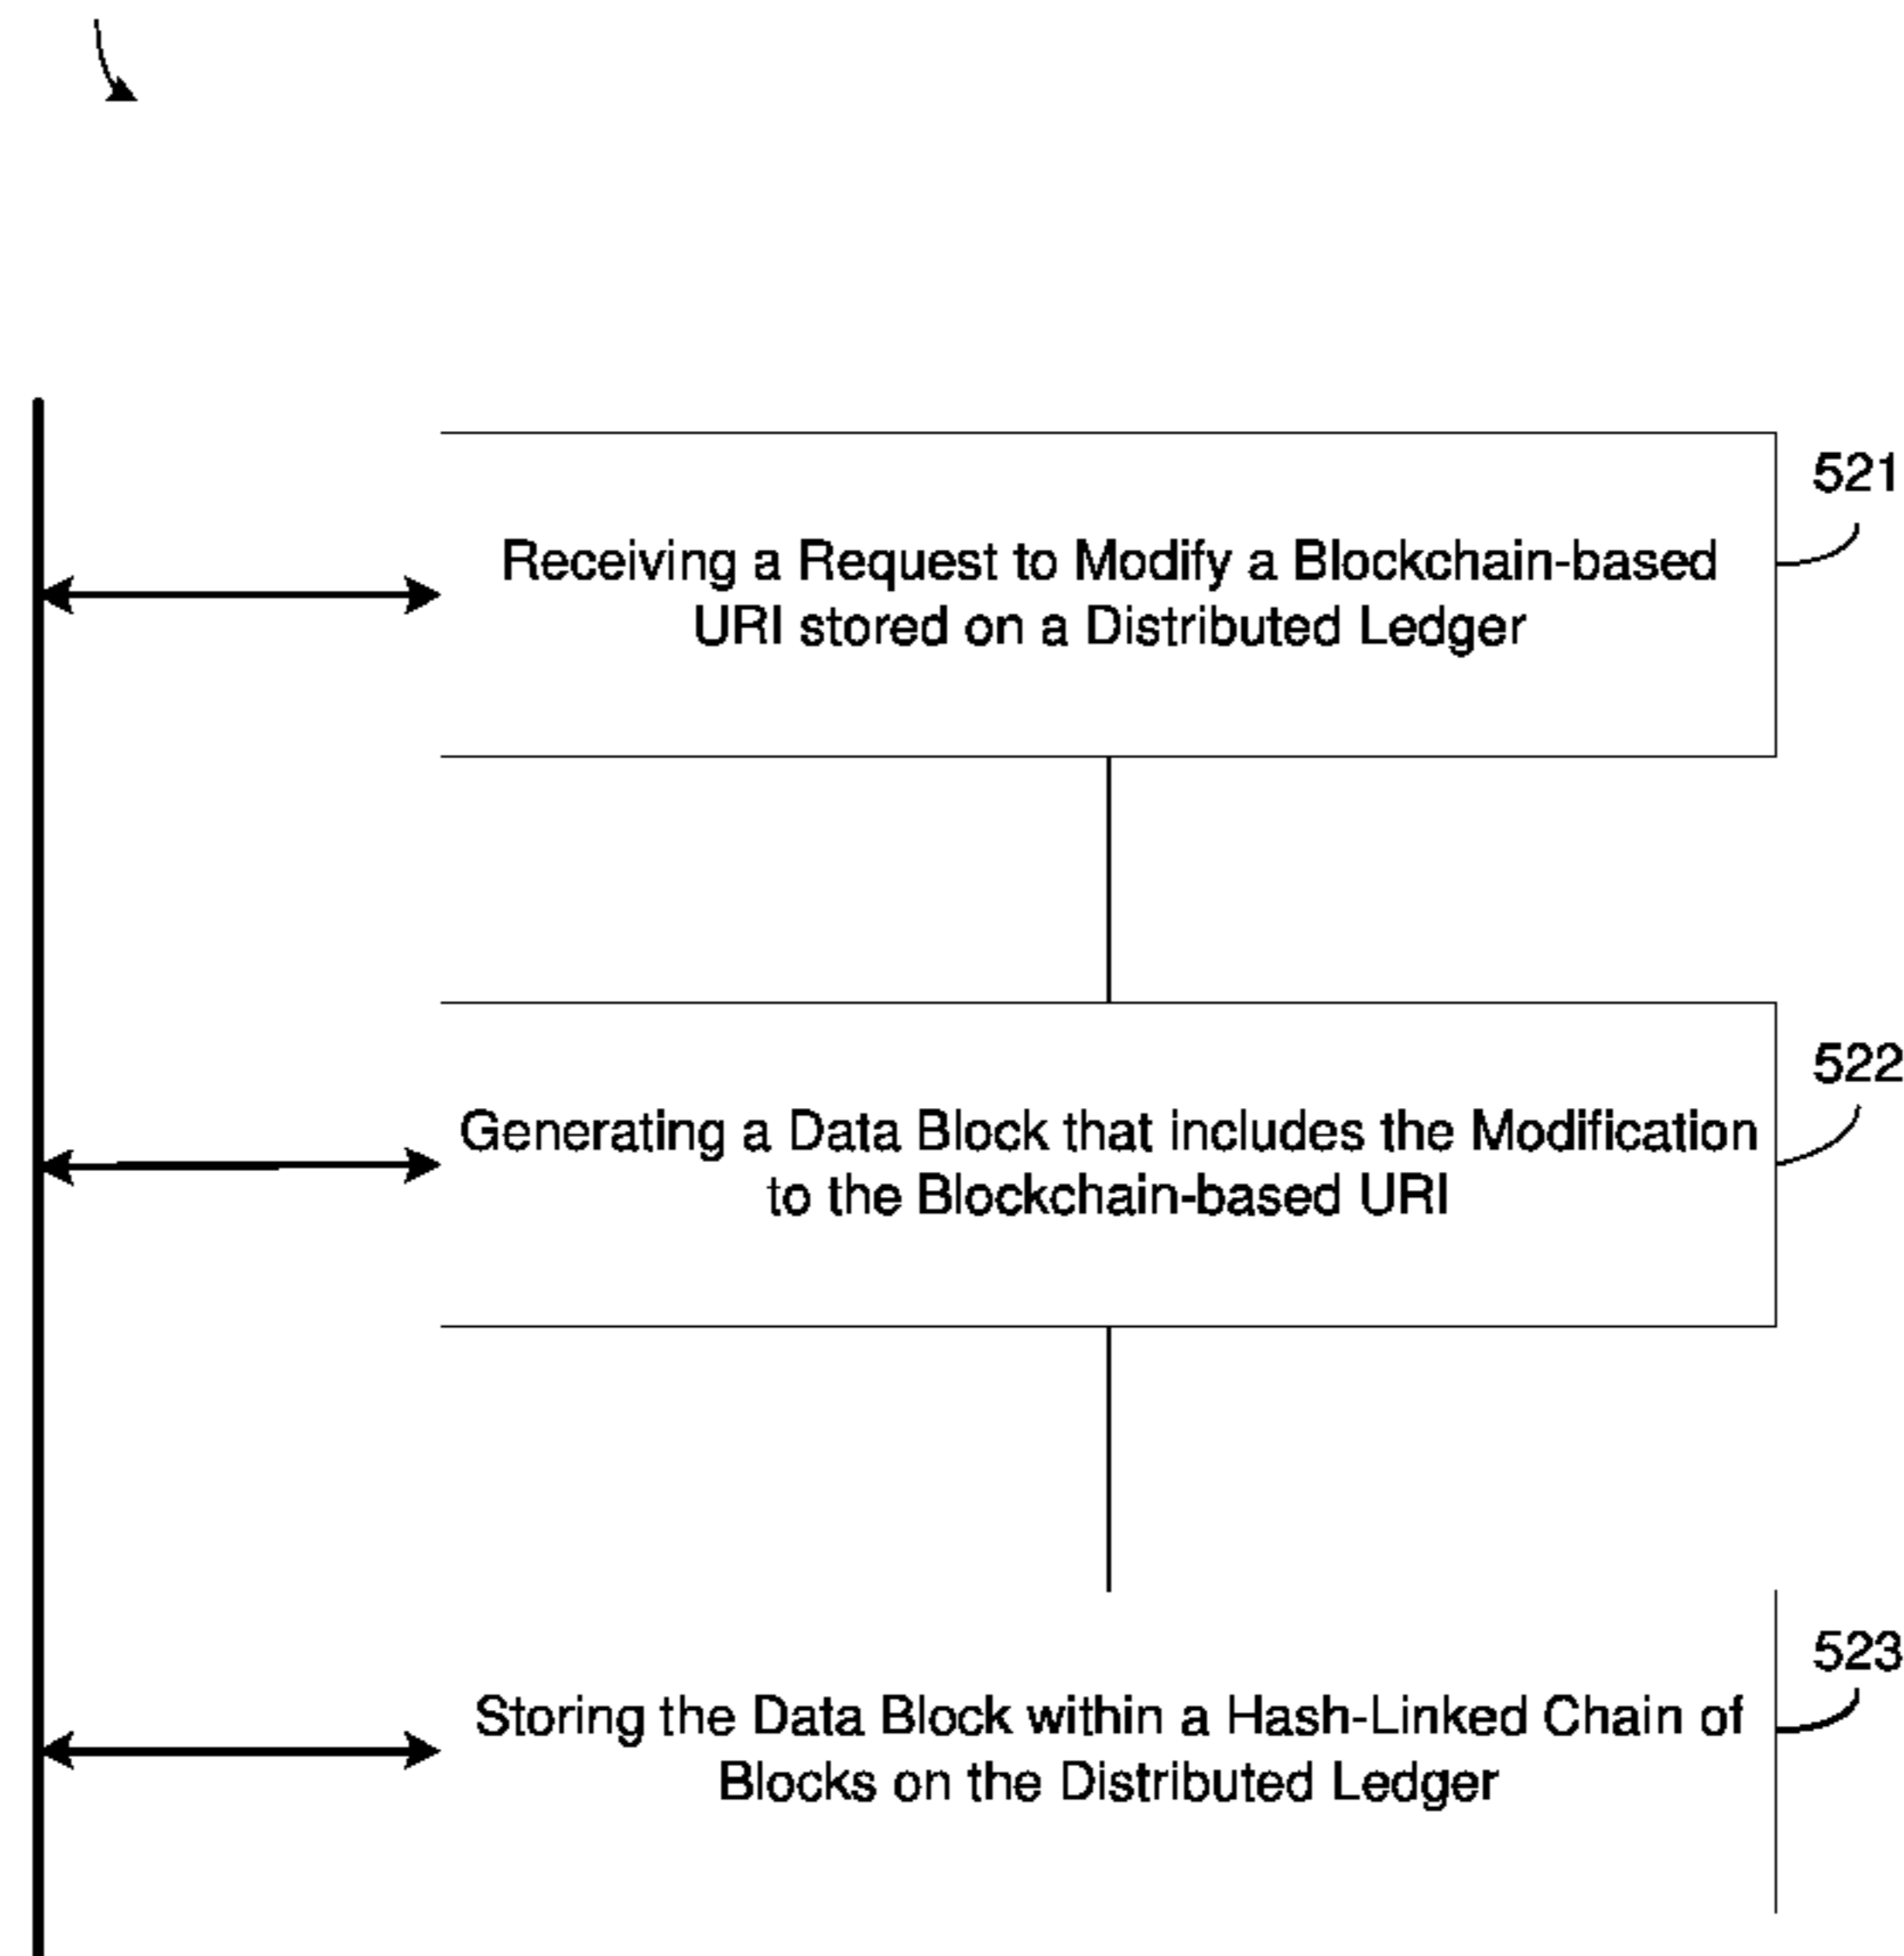 521
Receiving a Request to Modify a Blockchain-based
URI stored on a Distributed Ledger
522
Generating a Data Block that includes the Modification
to the Blockchain-based URI
523
Storing the Data Block within a Hash-Linked Chain of
Blocks on the Distributed Ledger